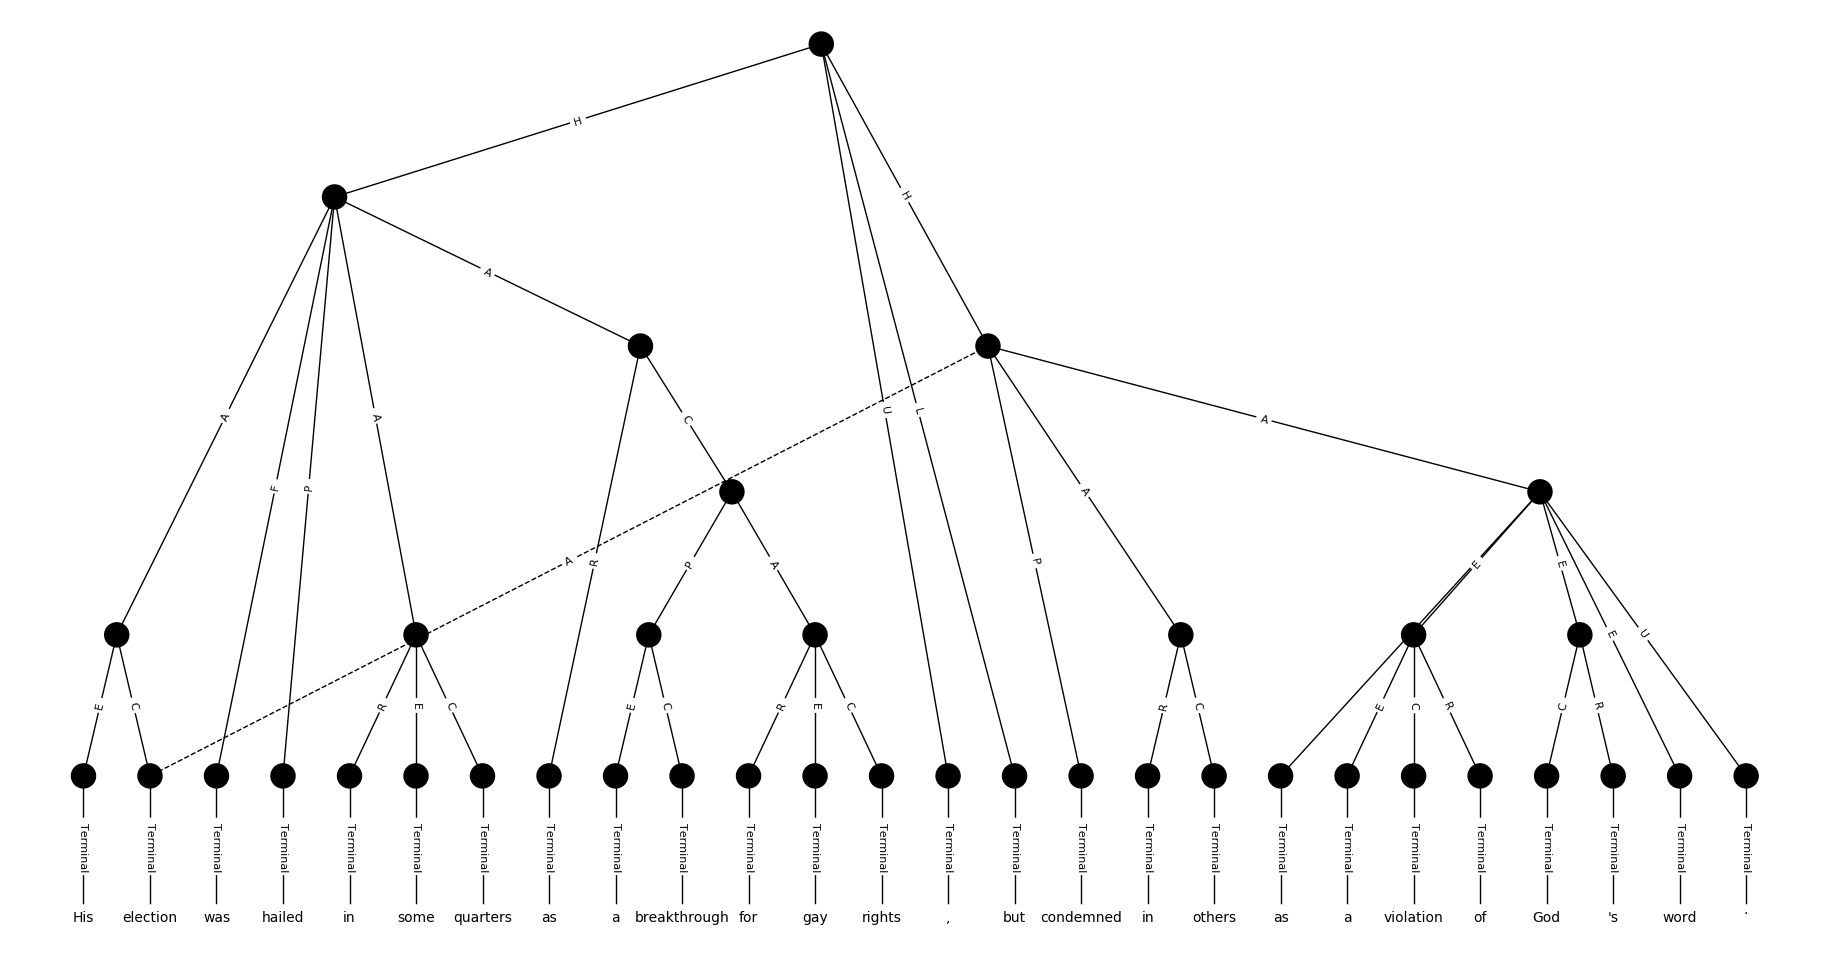 H
H
A
A
F
P
A
A
C
U
L
A
P
A
A
R
P
A
E
E
E
U
E
C
R
E
C
E
C
R
E
C
R
C
E
C
R
C
R
Terminal Terminal Terminal Terminal Terminal Terminal Terminal Terminal Terminal Terminal Terminal Terminal Terminal Terminal Terminal Terminal Terminal Terminal Terminal Terminal Terminal Terminal Terminal Terminal Terminal Terminal
His election was hailed in some quarters as a breakthrough for gay rights , but condemned in others as a violation of God 's word .